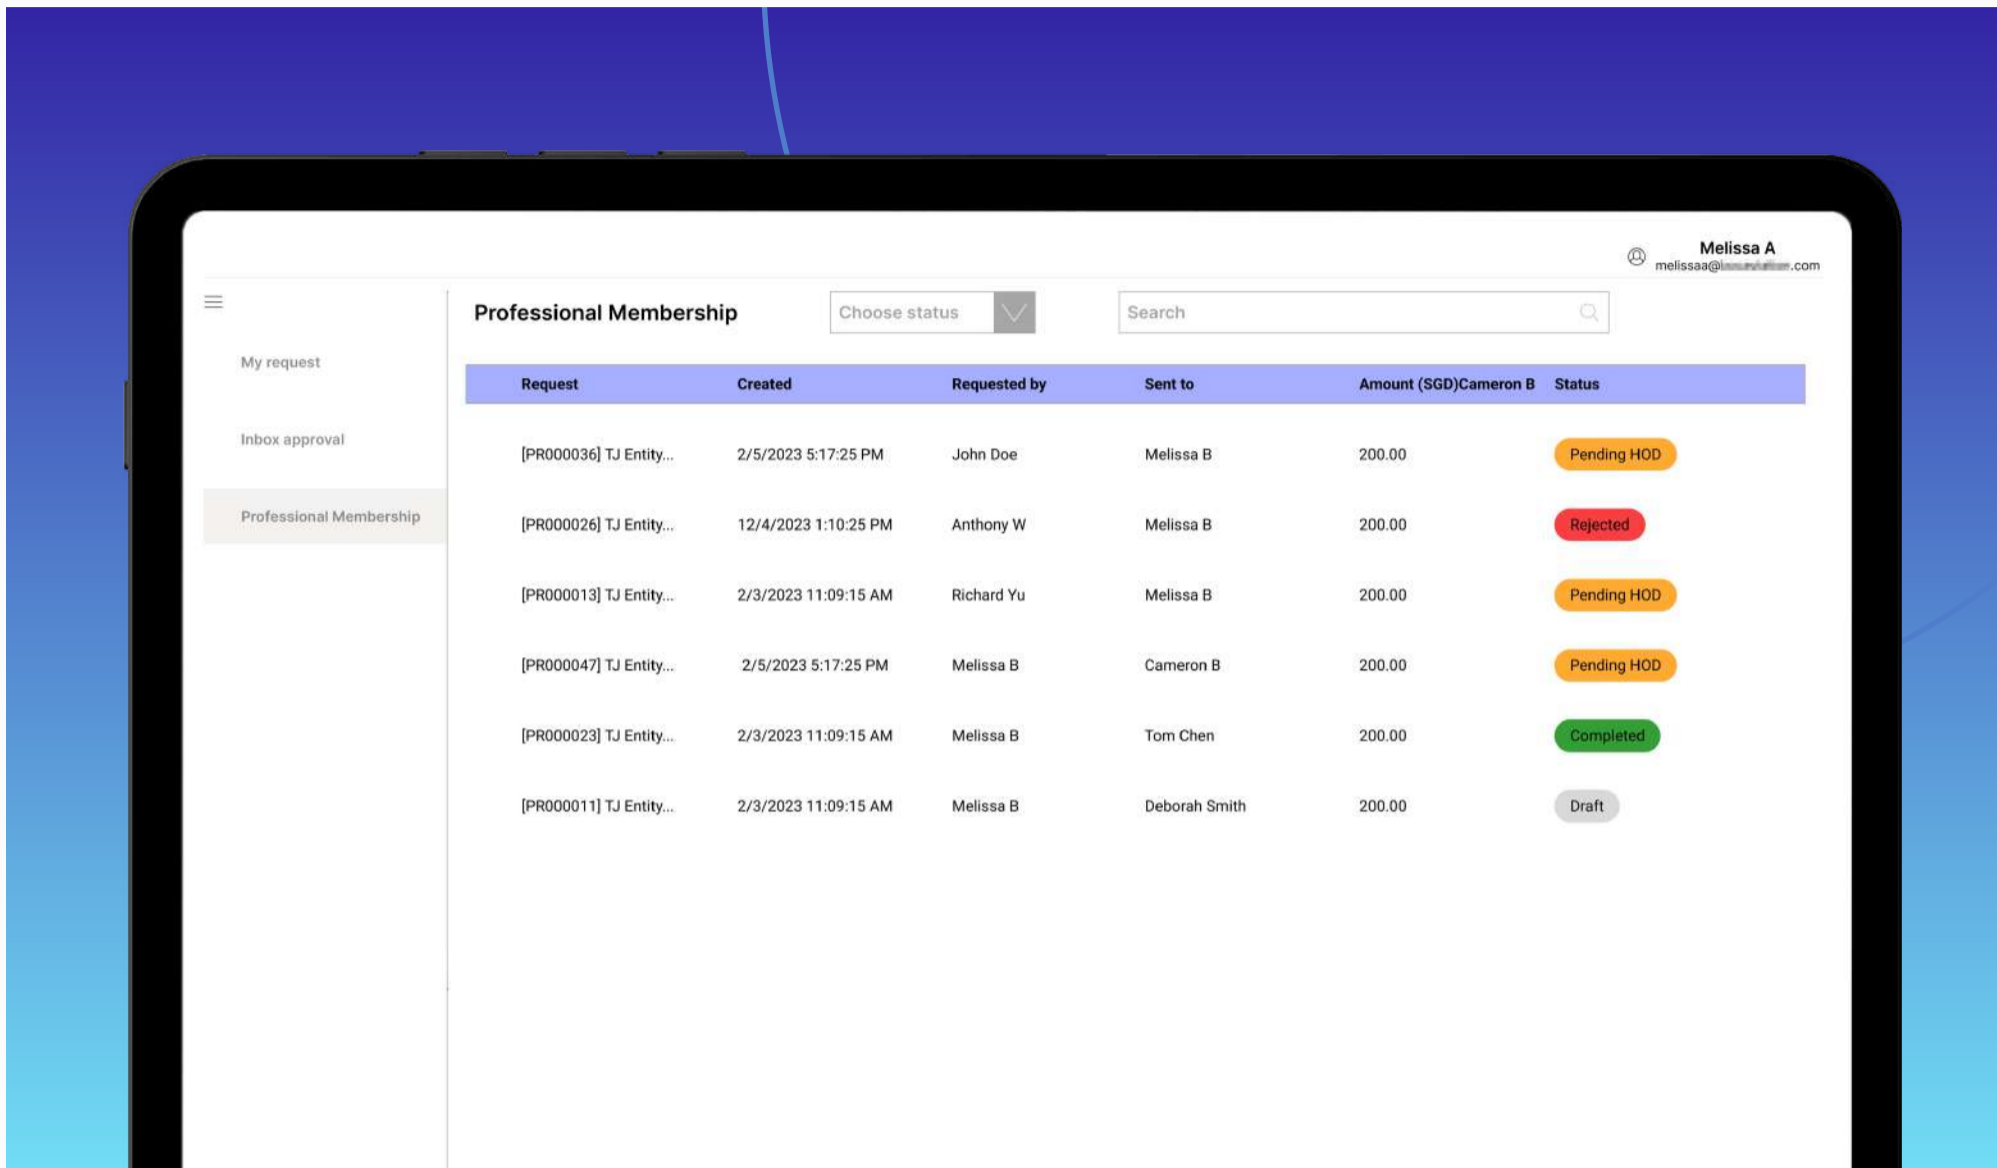 Melissa A
melissaa@ .com
Professional Membership Choose status Search
My request
Inbox approval
Professional Membership
Request Created Requested by Sent to Amount (SGD)Cameron B Status
[PR000036] TJ Entity... 2/5/2023 5:17:25 PM John Doe Melissa B 200.00 Pending HOD
[PR000026] TJ Entity... 12/4/2023 1:10:25 PM Anthony W Melissa B 200.00 Rejected
[PR000013] TJ Entity... 2/3/2023 11:09:15 AM Richard Yu Melissa B 200.00 Pending HOD
[PR000047] TJ Entity... 2/5/2023 5:17:25 PM Melissa B Cameron B 200.00 Pending HOD
[PR000023] TJ Entity... 2/3/2023 11:09:15 AM Melissa B Tom Chen 200.00 Completed
[PR000011] TJ Entity... 2/3/2023 11:09:15 AM Melissa B Deborah Smith 200.00 Draft